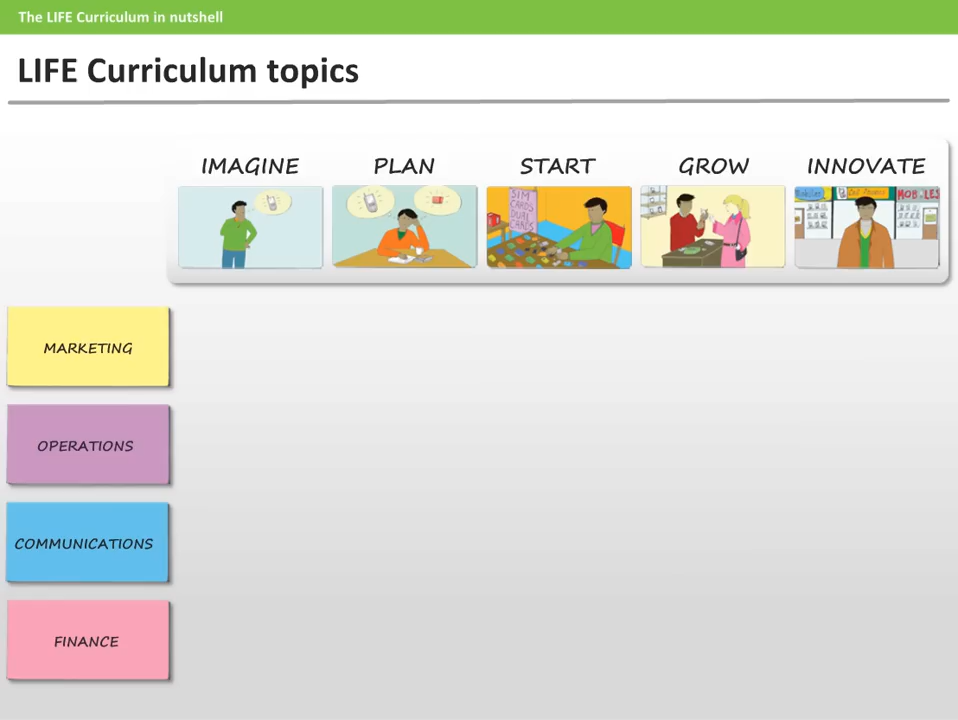 The LIFE Curriculum in nutshell
LIFE Curriculum topics
IMAGINE PLAN START GROW INNOVATE
SIM
CARDS
DUAL
CARDS
MOB LES
MARKETING
OPERATIONS
COMMUNICATIONS
FINANCE